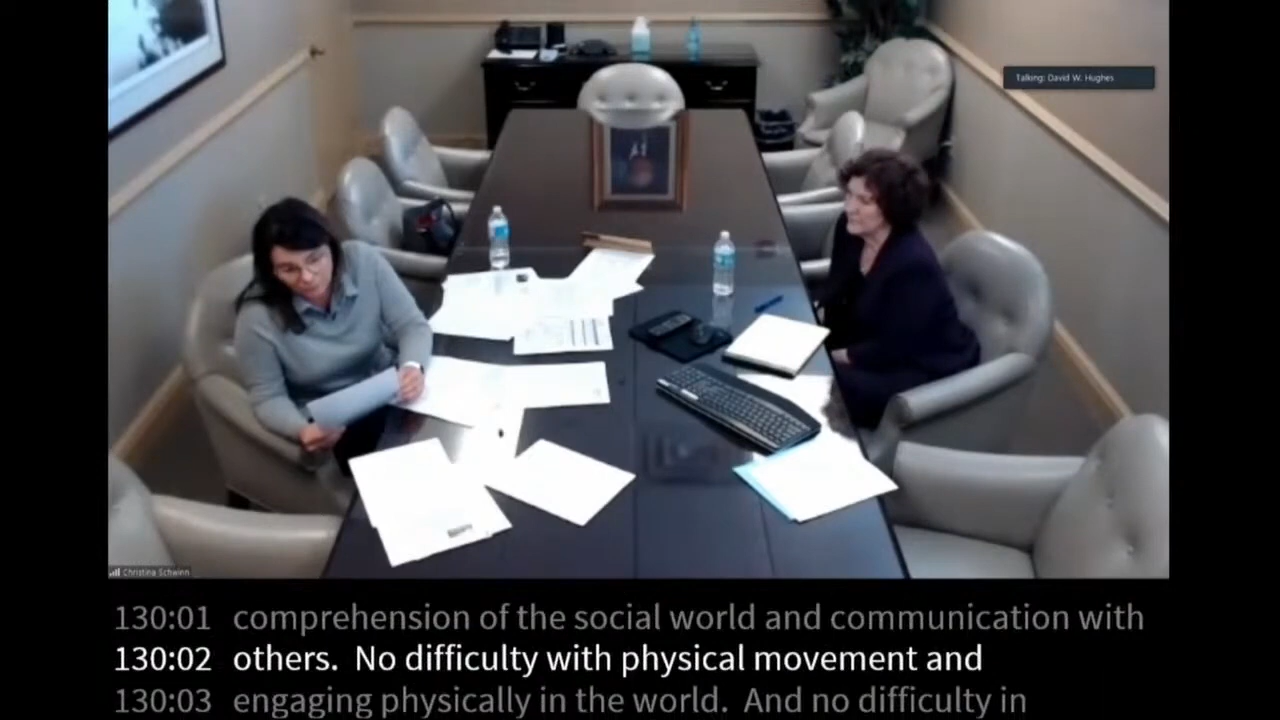 Talking: David W. Hughes
Christina Schwinn
130:01 comprehension of the social world and communication with
130:02 others. No difficulty with physical movement and
130:03 engaging physically in the world. And no difficulty in